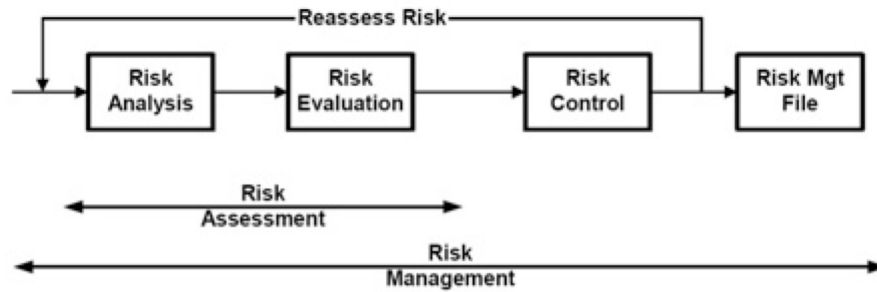 Reassess Risk
Risk
Analysis
Risk
Evaluation
Risk
Control
Risk Mgt
File
Risk
Assessment
Risk
Management